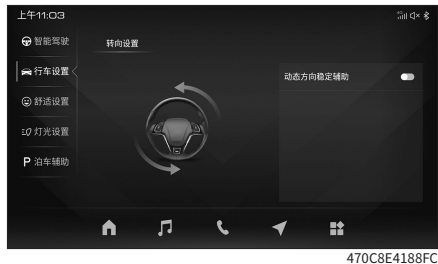 上午11:03
5G
智能驾驶
转向设置
行车设置
动态方向稳定辅助
舒适设置
灯光设置
P 泊车辅助
470C8E4188FC